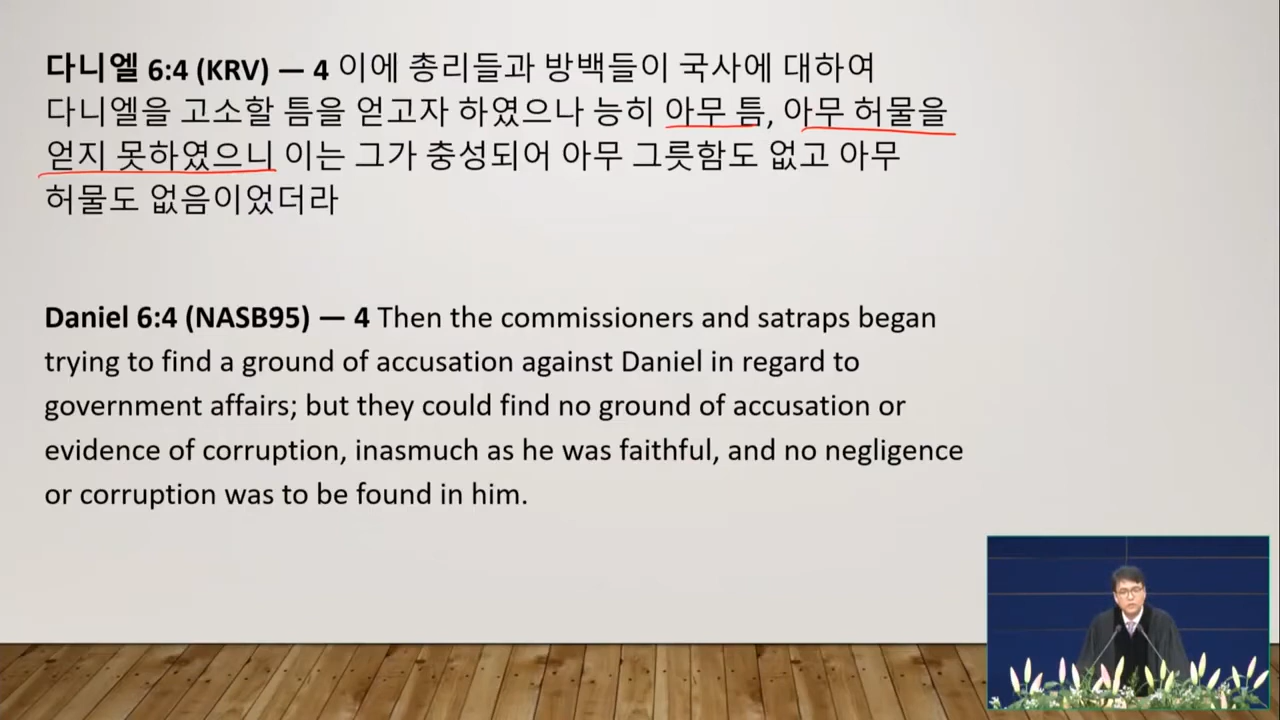 다니엘 6:4 (KRV) — 4 이에 총리들과 방백들이 국사에 대하여
다니엘을 고소할 틈을 얻고자 하였으나 능히 아무 틈, 아무 허물을
얻지 못하였으니 이는 그가 충성되어 아무 그릇함도 없고 아무
허물도 없음이었더라
Daniel 6:4 (NASB95) — 4 Then the commissioners and satraps began
trying to find a ground of accusation against Daniel in regard to
government affairs; but they could find no ground of accusation or
evidence of corruption, inasmuch as he was faithful, and no negligence
or corruption was to be found in him.